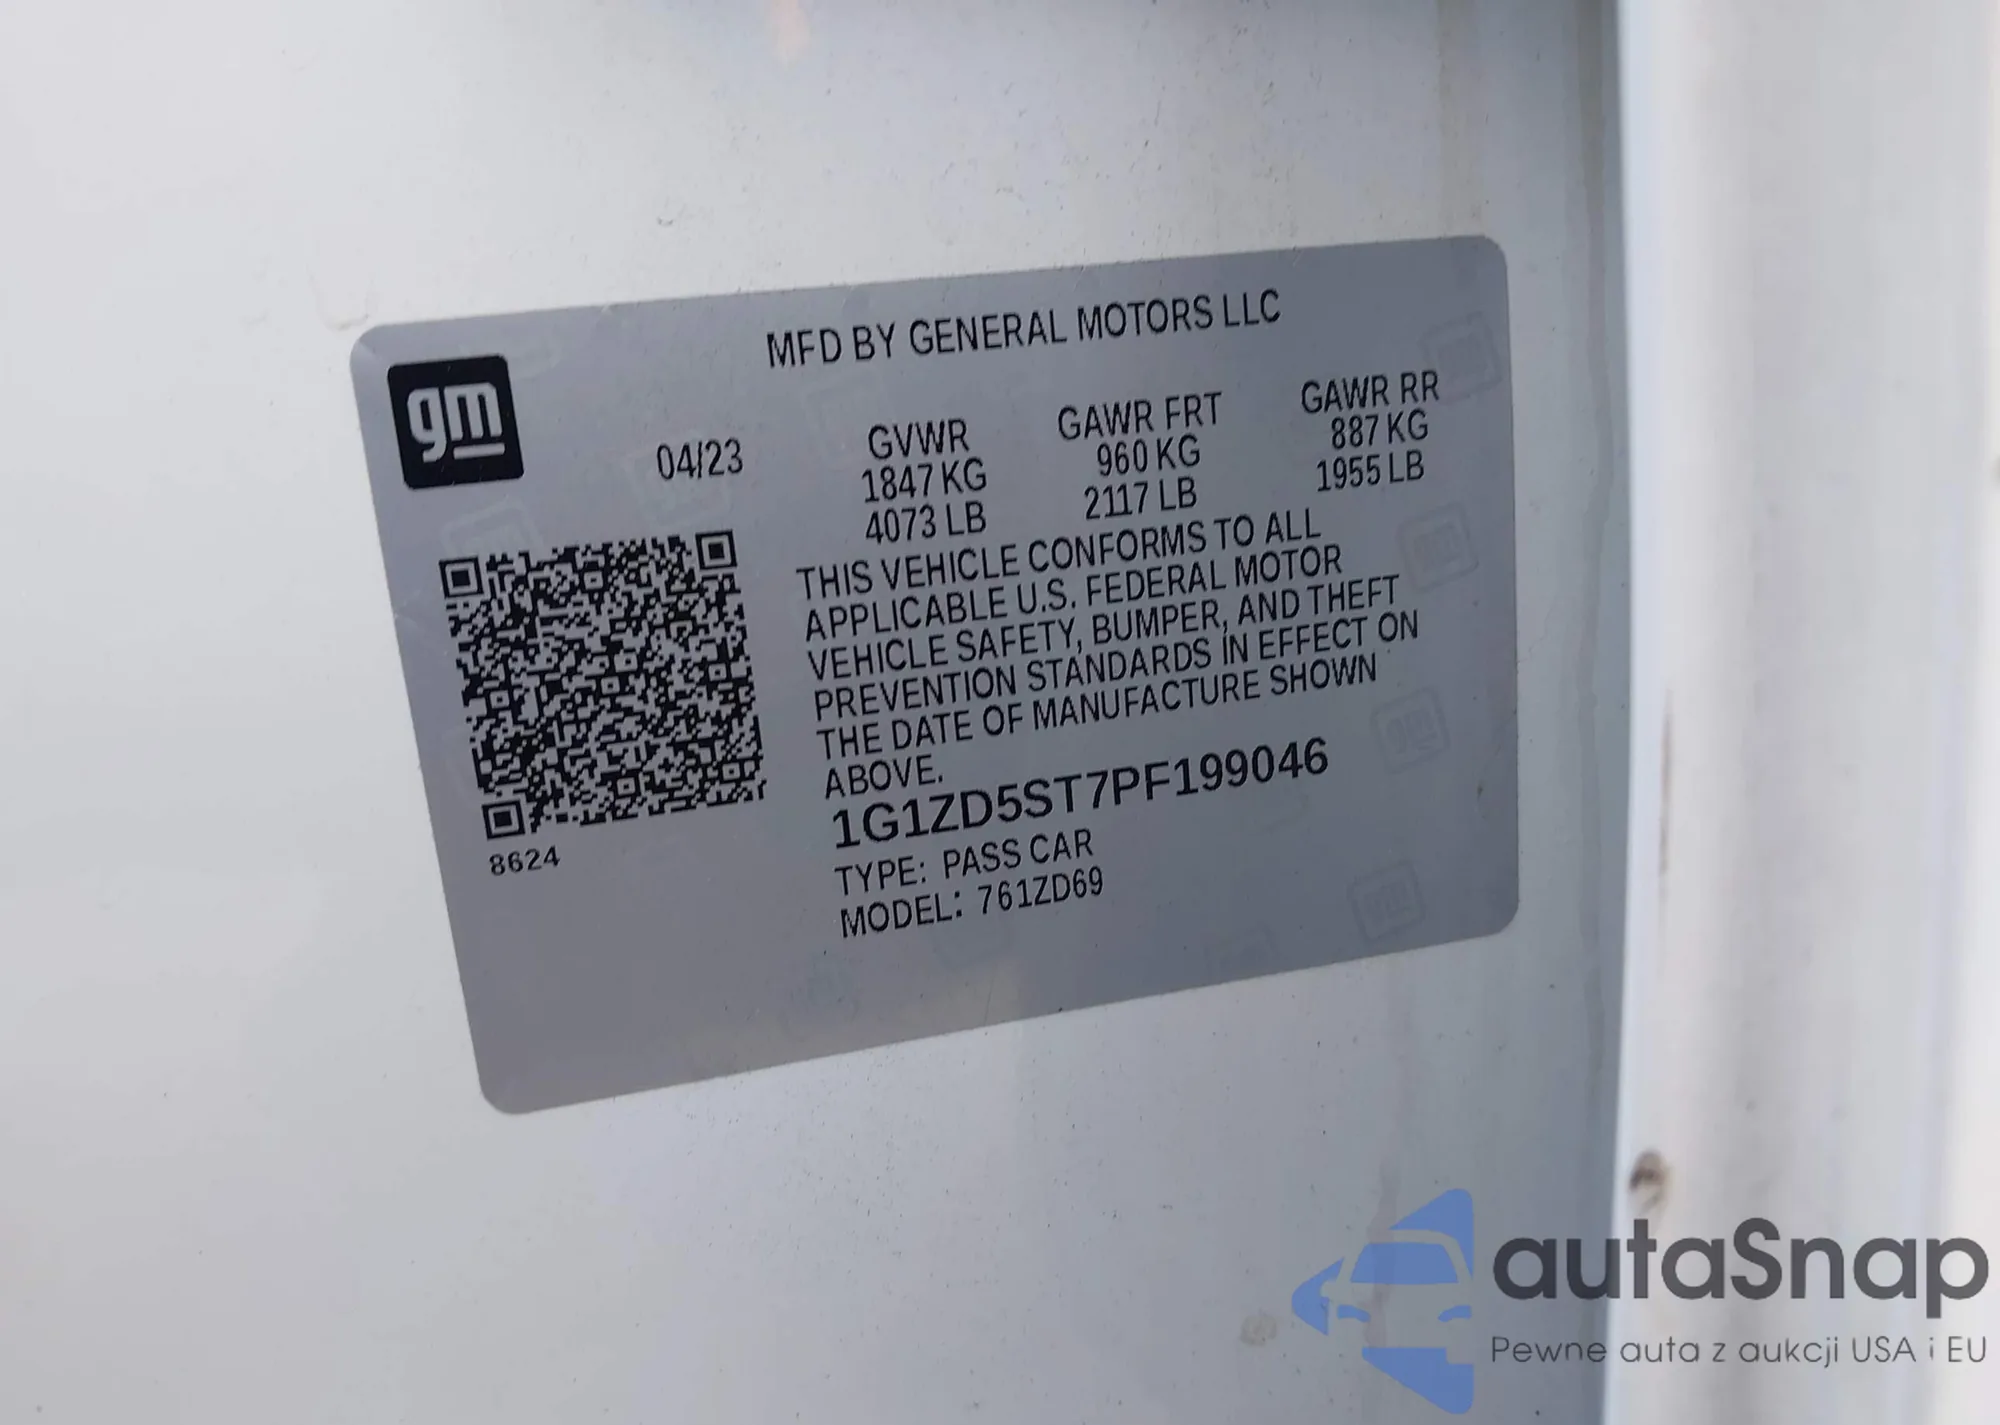 MFD BY GENERAL MOTORS LLC
gm
04/23
GVWR
1847 KG
4073 LB
GAWR FRT
960 KG
2117 LB
GAWR RR
887 KG
1955 LB
THIS VEHICLE CONFORMS TO ALL
APPLICABLE U.S. FEDERAL MOTOR
VEHICLE SAFETY, BUMPER, AND THEFT
PREVENTION STANDARDS IN EFFECT ON
THE DATE OF MANUFACTURE SHOWN
ABOVE.
1G1ZD5ST7PF199046
TYPE: PASS CAR
MODEL: 761ZD69
8624
autaSnap
Pewne auta z aukcji USA i EU